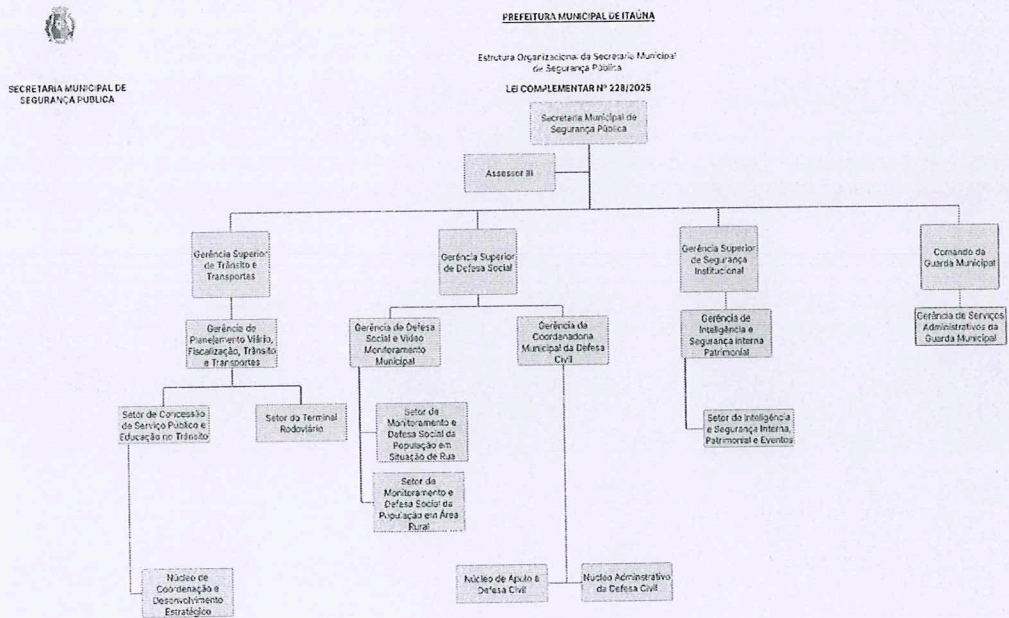 PREFEITURA MUNICIPAL DE ITAÚNA
Estrutura Organizacional da Secretaria Municipal
de Segurança Pública
SECRETARIA MUNICIPAL DE
SEGURANÇA PUBLICA
LEI COMPLEMENTAR Nº 228/2025
Secretaria Municipal de
Segurança Pública
Assessor III
Gerência Superior
de Trânsito e
Transportes
Gerência Superior
de Defesa Social
Gerência Superior
de Segurança
Institucional
Comando da
Guarda Municipal
Gerência de
Planejamento Viário,
Fiscalização, Trânsito
e Transportes
Gerência de Defesa
Social e Vídeo
Monitoramento
Municipal
Gerência da
Coordenadoria
Municipal da Defesa
Civil
Gerência de
Inteligência e
Segurança Interna
Patrimonial
Gerência de Serviços
Administrativos da
Guarda Municipal
Setor de Concessão
de Serviço Público e
Educação no Trânsito
Setor do Terminal
Rodoviário
Setor de
Monitoramento e
Defesa Social da
População em
Situação de Rua
Setor de Inteligência
e Segurança Interna,
Patrimonial e Eventos
Setor de
Monitoramento e
Defesa Social da
População em Área
Rural
Núcleo de
Coordenação e
Desenvolvimento
Estratégico
Núcleo de Apoio à
Defesa Civil
Núcleo Adminstrativo
da Defesa Civil